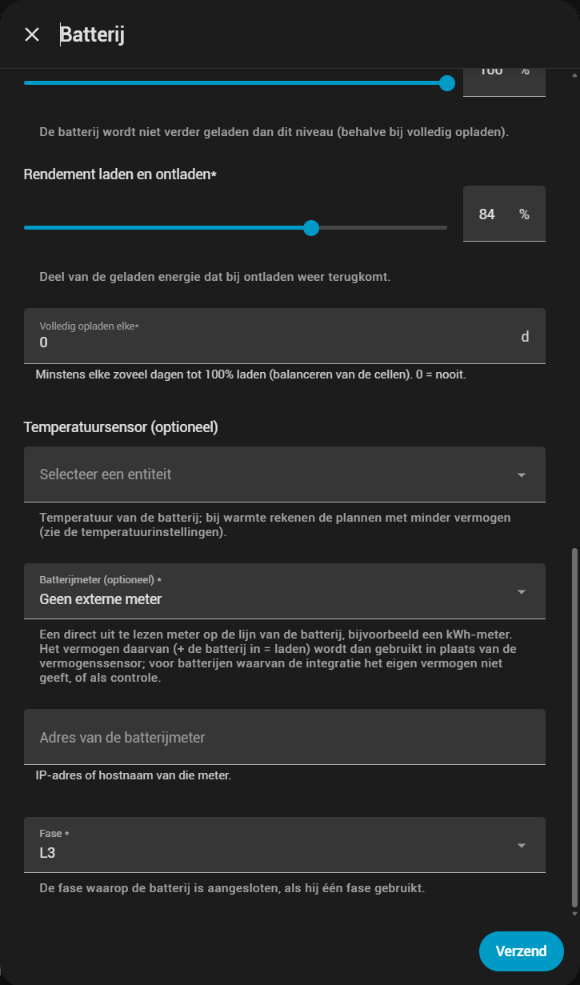 Batterij
100 %
De batterij wordt niet verder geladen dan dit niveau (behalve bij volledig opladen).
Rendement laden en ontladen*
84 %
Deel van de geladen energie dat bij ontladen weer terugkomt.
Volledig opladen elke*
0 d
Minstens elke zoveel dagen tot 100% laden (balanceren van de cellen). 0 = nooit.
Temperatuursensor (optioneel)
Selecteer een entiteit
Temperatuur van de batterij; bij warmte rekenen de plannen met minder vermogen
(zie de temperatuurinstellingen).
Batterijmeter (optioneel) *
Geen externe meter
Een direct uit te lezen meter op de lijn van de batterij, bijvoorbeeld een kWh-meter.
Het vermogen daarvan (+ de batterij in = laden) wordt dan gebruikt in plaats van de
vermogenssensor; voor batterijen waarvan de integratie het eigen vermogen niet
geeft, of als controle.
Adres van de batterijmeter
IP-adres of hostnaam van die meter.
Fase *
L3
De fase waarop de batterij is aangesloten, als hij één fase gebruikt.
Verzend